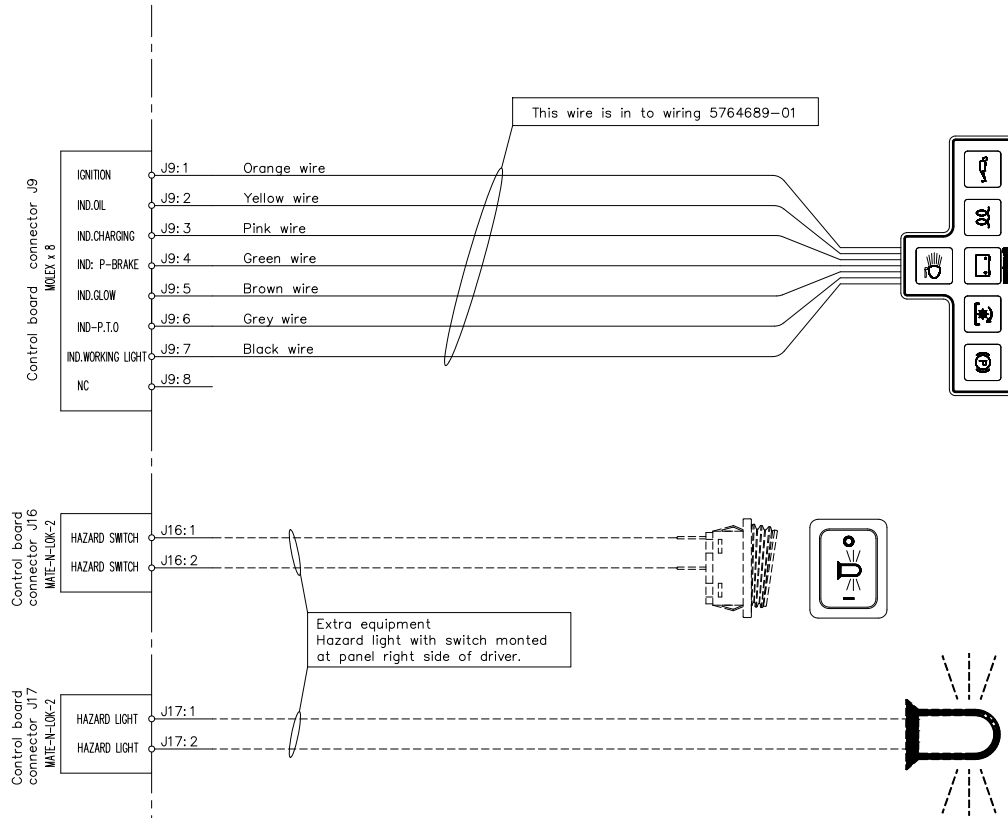 This wire is in to wiring 5764689-01
Control board connector J9
MOLEX x 8
IGNITION J9:1 Orange wire
IND.OIL J9:2 Yellow wire
IND.CHARGING J9:3 Pink wire
IND: P-BRAKE J9:4 Green wire
IND.GLOW J9:5 Brown wire
IND-P.T.O J9:6 Grey wire
IND.WORKING LIGHT J9:7 Black wire
NC J9:8
(P)
Control board
connector J16
MATE-N-LOK-2
HAZARD SWITCH J16:1
HAZARD SWITCH J16:2
Extra equipment
Hazard light with switch monted
at panel right side of driver.
Control board
connector J17
MATE-N-LOK-2
HAZARD LIGHT J17:1
HAZARD LIGHT J17:2